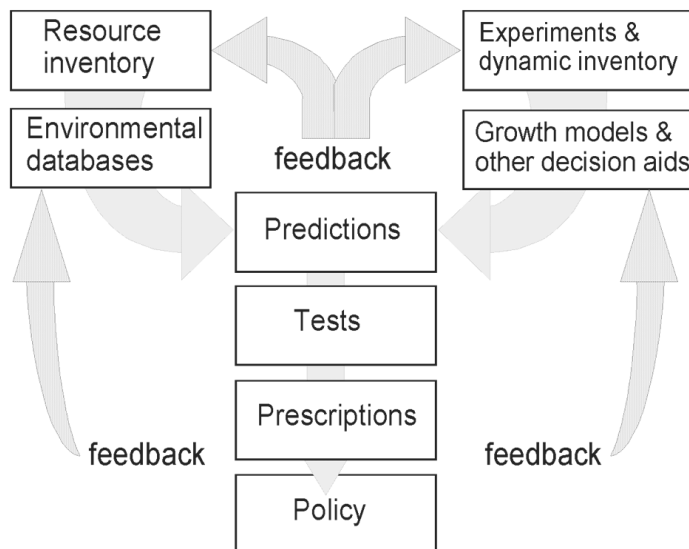 Resource
inventory
Experiments &
dynamic inventory
Environmental
databases
Growth models &
other decision aids
feedback
Predictions
Tests
Prescriptions
feedback
feedback
Policy